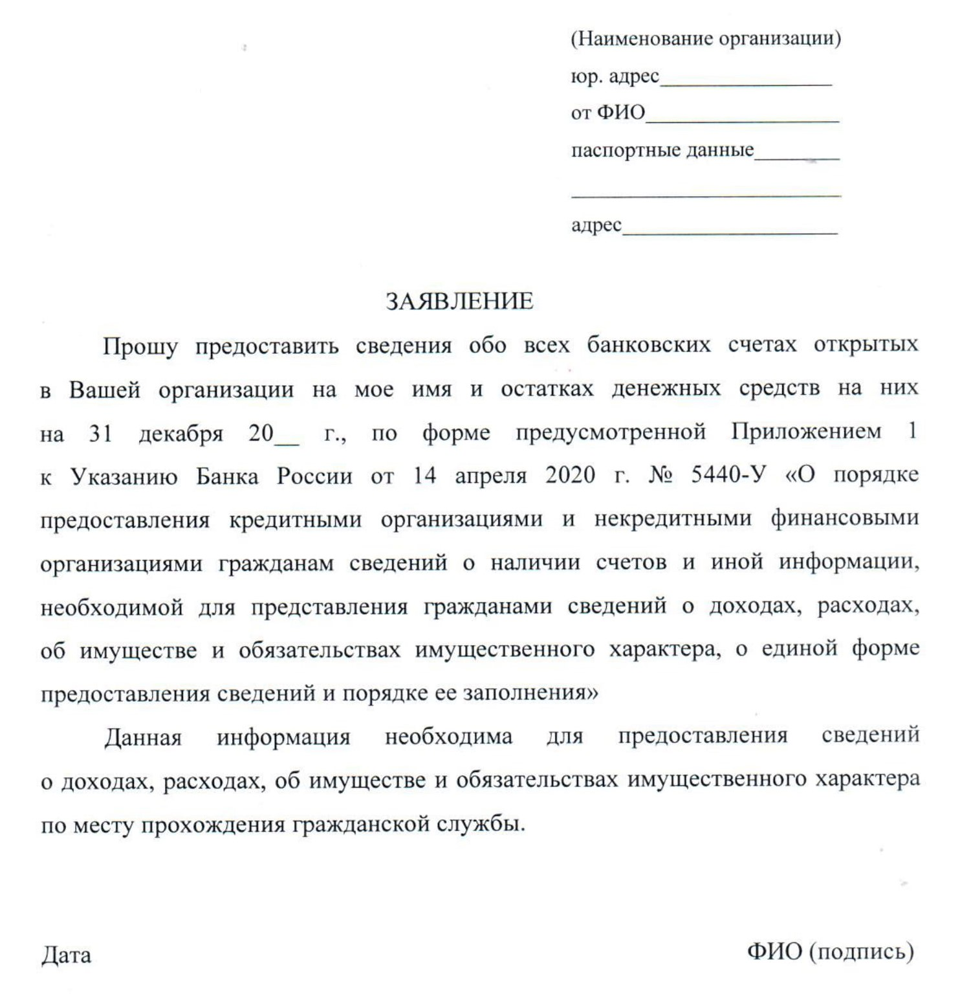 (Наименование организации)
юр. адрес________________
от ФИО__________________
паспортные данные________
_________________________
адрес____________________
ЗАЯВЛЕНИЕ
Прошу предоставить сведения обо всех банковских счетах открытых
в Вашей организации на мое имя и остатках денежных средств на них
на 31 декабря 20__ г., по форме предусмотренной Приложением 1
к Указанию Банка России от 14 апреля 2020 г. № 5440-У «О порядке
предоставления кредитными организациями и некредитными финансовыми
организациями гражданам сведений о наличии счетов и иной информации,
необходимой для представления гражданами сведений о доходах, расходах,
об имуществе и обязательствах имущественного характера, о единой форме
предоставления сведений и порядке ее заполнения»
Данная информация необходима для предоставления сведений
о доходах, расходах, об имуществе и обязательствах имущественного характера
по месту прохождения гражданской службы.
Дата ФИО (подпись)